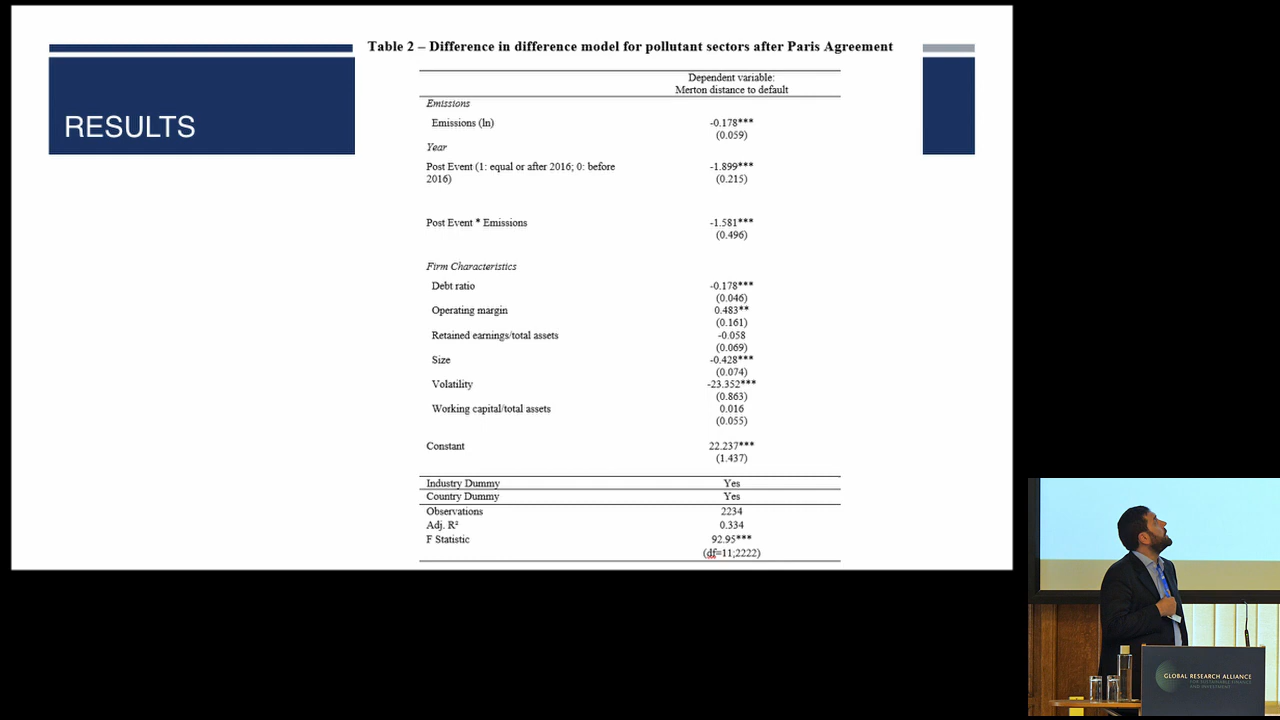 Table 2 – Difference in difference model for pollutant sectors after Paris Agreement
RESULTS
Dependent variable:
Merton distance to default
Emissions
Emissions (ln) -0.178***
(0.059)
Year
Post Event (1: equal or after 2016; 0: before -1.899***
2016) (0.215)
Post Event * Emissions -1.581***
(0.496)
Firm Characteristics
Debt ratio -0.178***
(0.046)
Operating margin 0.483**
(0.161)
Retained earnings/total assets -0.058
(0.069)
Size -0.428***
(0.074)
Volatility -23.352***
(0.863)
Working capital/total assets 0.016
(0.055)
Constant 22.237***
(1.437)
Industry Dummy Yes
Country Dummy Yes
Observations 2234
Adj. R² 0.334
F Statistic 92.95***
(df=11;2222)
GLOBAL RESEARCH ALLIANCE
FOR SUSTAINABLE FINANCE
AND INVESTMENT